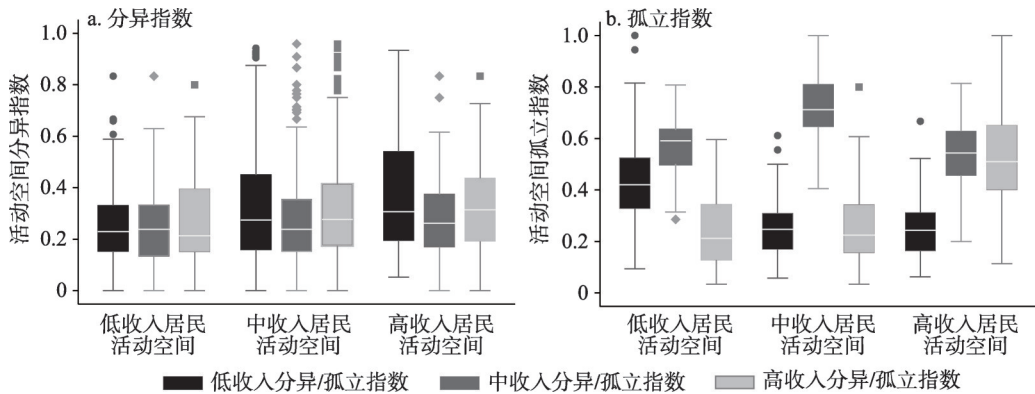 a. 分异指数
活动空间分异指数
1.0
0.8
0.6
0.4
0.2
0
低收入居民
活动空间
中收入居民
活动空间
高收入居民
活动空间
b. 孤立指数
活动空间孤立指数
1.0
0.8
0.6
0.4
0.2
0
低收入居民
活动空间
中收入居民
活动空间
高收入居民
活动空间
低收入分异/孤立指数
中收入分异/孤立指数
高收入分异/孤立指数